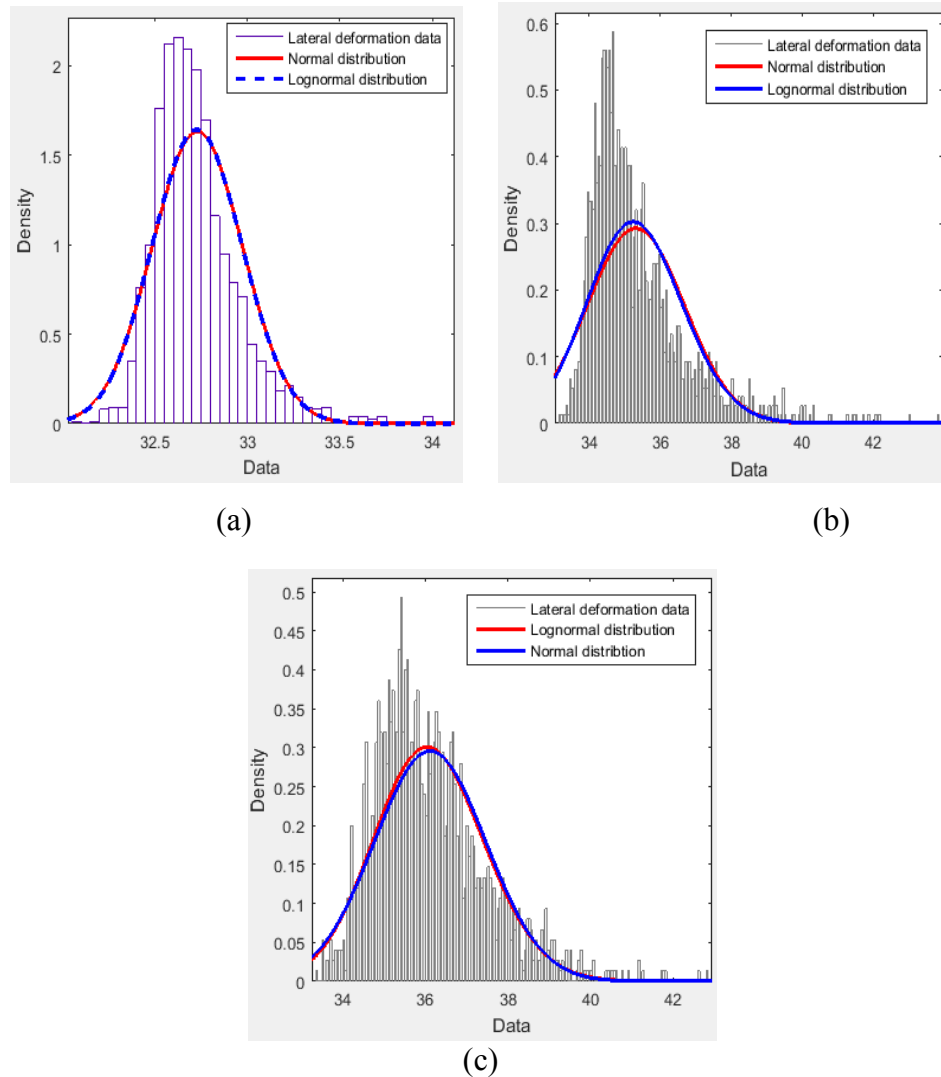 Lateral deformation data
Normal distribution
Lognormal distribution
2
1.5
1
0.5
0
Density
32.5 33 33.5 34
Data
(a)
Lateral deformation data
Normal distribution
Lognormal distribution
0.6
0.5
0.4
0.3
0.2
0.1
0
Density
34 36 38 40 42
Data
(b)
Lateral deformation data
Lognormal distribution
Normal distribtion
0.5
0.45
0.4
0.35
0.3
0.25
0.2
0.15
0.1
0.05
0
Density
34 36 38 40 42
Data
(c)